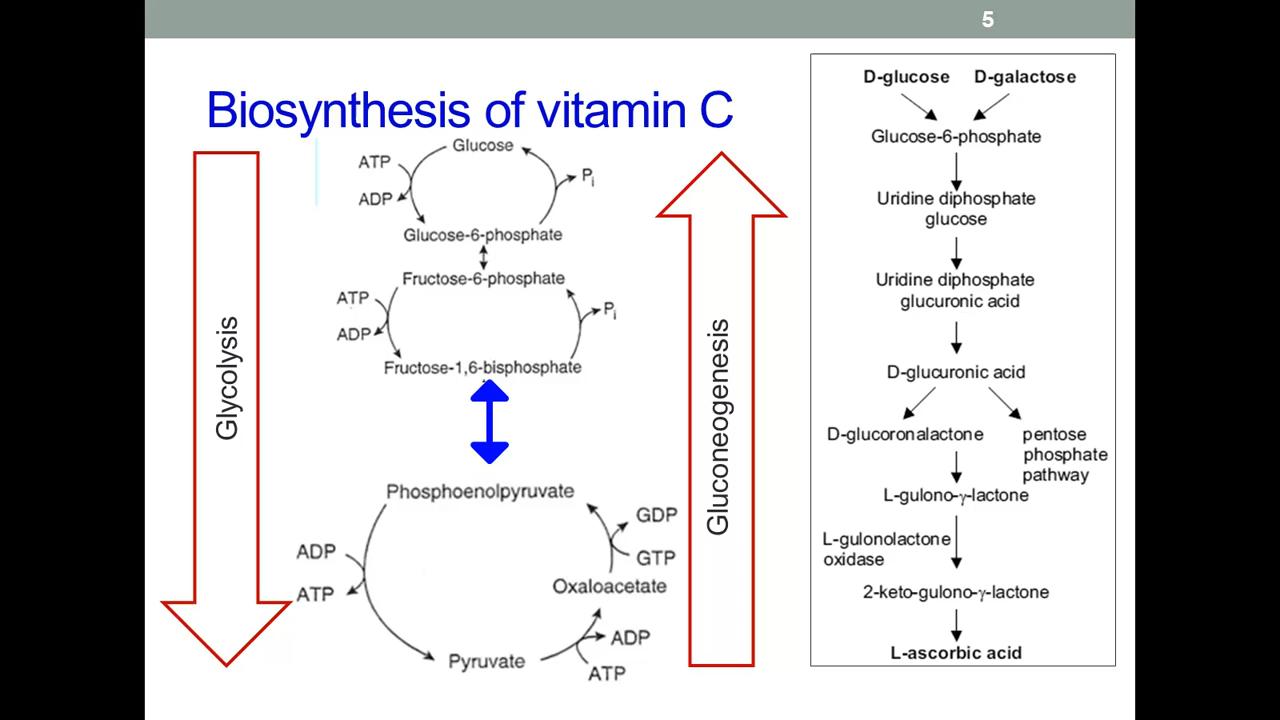 5
Biosynthesis of vitamin C
Glycolysis
Glucose
ATP
ADP
Pi
Glucose-6-phosphate
Fructose-6-phosphate
ATP
ADP
Pi
Fructose-1,6-bisphosphate
Phosphoenolpyruvate
ADP
ATP
GDP
GTP
Oxaloacetate
ADP
ATP
Pyruvate
Gluconeogenesis
D-glucose D-galactose
Glucose-6-phosphate
Uridine diphosphate
glucose
Uridine diphosphate
glucuronic acid
D-glucuronic acid
D-glucoronalactone
pentose
phosphate
pathway
L-gulono-γ-lactone
L-gulonolactone
oxidase
2-keto-gulono-γ-lactone
L-ascorbic acid